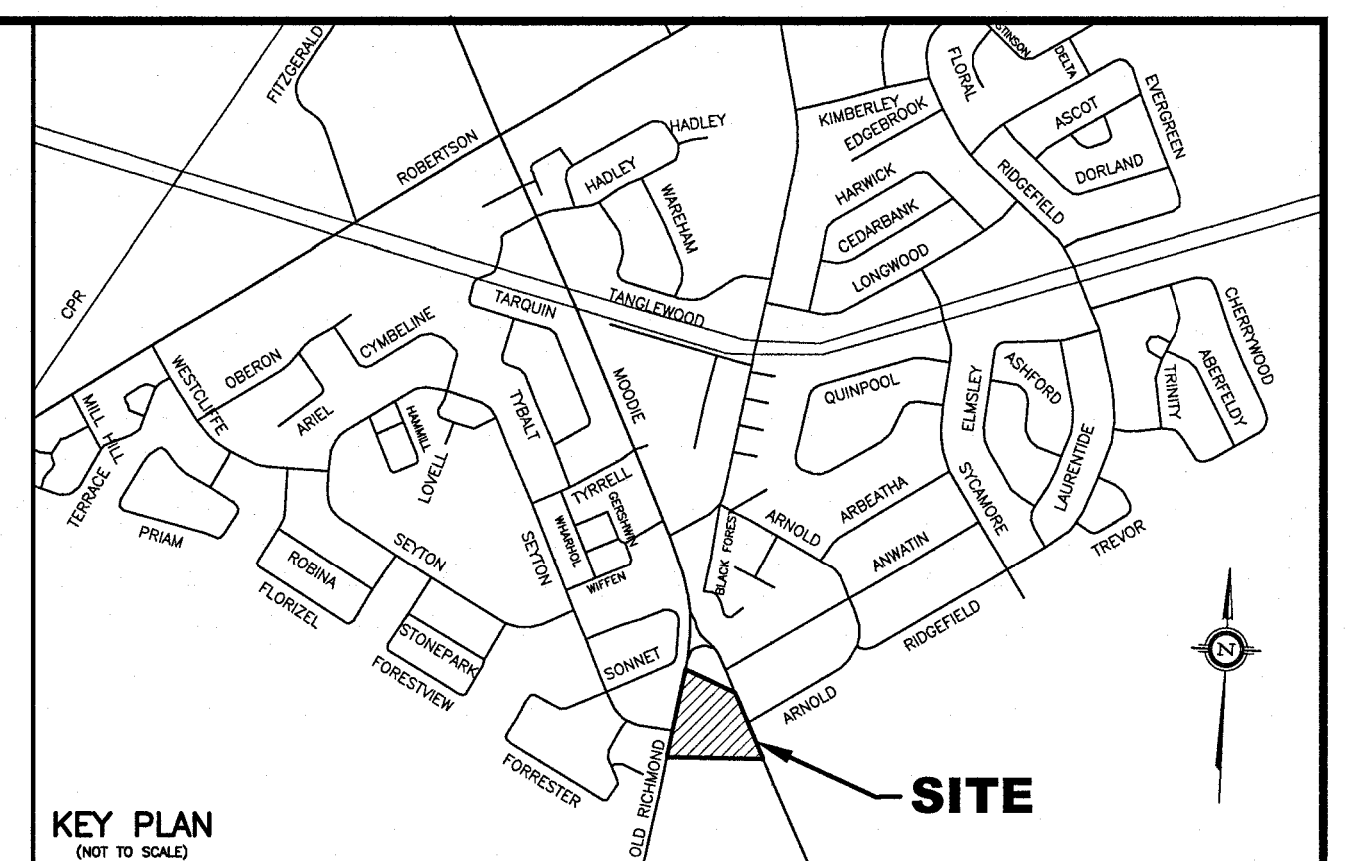 FITZGERALD
STINSON
DELTA
FLORAL
EVERGREEN
ASCOT
KIMBERLEY
EDGEBROOK
HADLEY
ROBERTSON
HADLEY
DORLAND
RIDGEFIELD
HARWICK
WAREHAM
CEDARBANK
LONGWOOD
CPR
TARQUIN
TANGLEWOOD
CHERRYWOOD
CYMBELINE
OBERON
WESTCLIFFE
MOODIE
ASHFORD
ABERFELDY
TRINITY
QUINPOOL
ELMSLEY
MILL HILL
ARIEL
TYBALT
HAMMILL
LOVELL
LAURENTIDE
TERRACE
TYRRELL
GERSHWIN
ARBEATHA
SYCAMORE
PRIAM
WHARHOL
ARNOLD
ANWATIN
TREVOR
SEYTON
SEYTON
BLACK FOREST
ROBINA
WIFFEN
FLORIZEL
RIDGEFIELD
STONEPARK
SONNET
N
FORESTVIEW
ARNOLD
FORRESTER
OLD RICHMOND
SITE
KEY PLAN
(NOT TO SCALE)